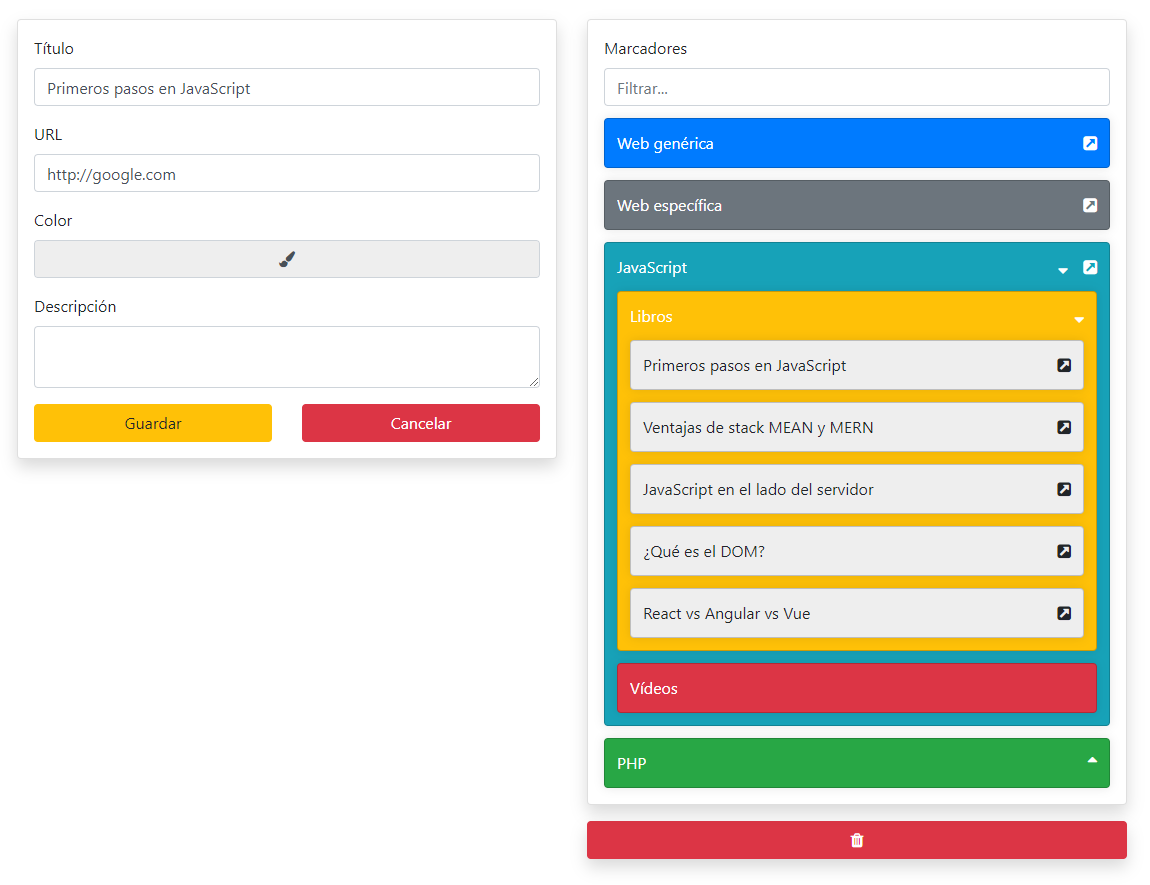 Título
Primeros pasos en JavaScript
URL
http://google.com
Color
Descripción
Guardar
Cancelar
Marcadores
Filtrar...
Web genérica
Web específica
JavaScript
Libros
Primeros pasos en JavaScript
Ventajas de stack MEAN y MERN
JavaScript en el lado del servidor
¿Qué es el DOM?
React vs Angular vs Vue
Vídeos
PHP